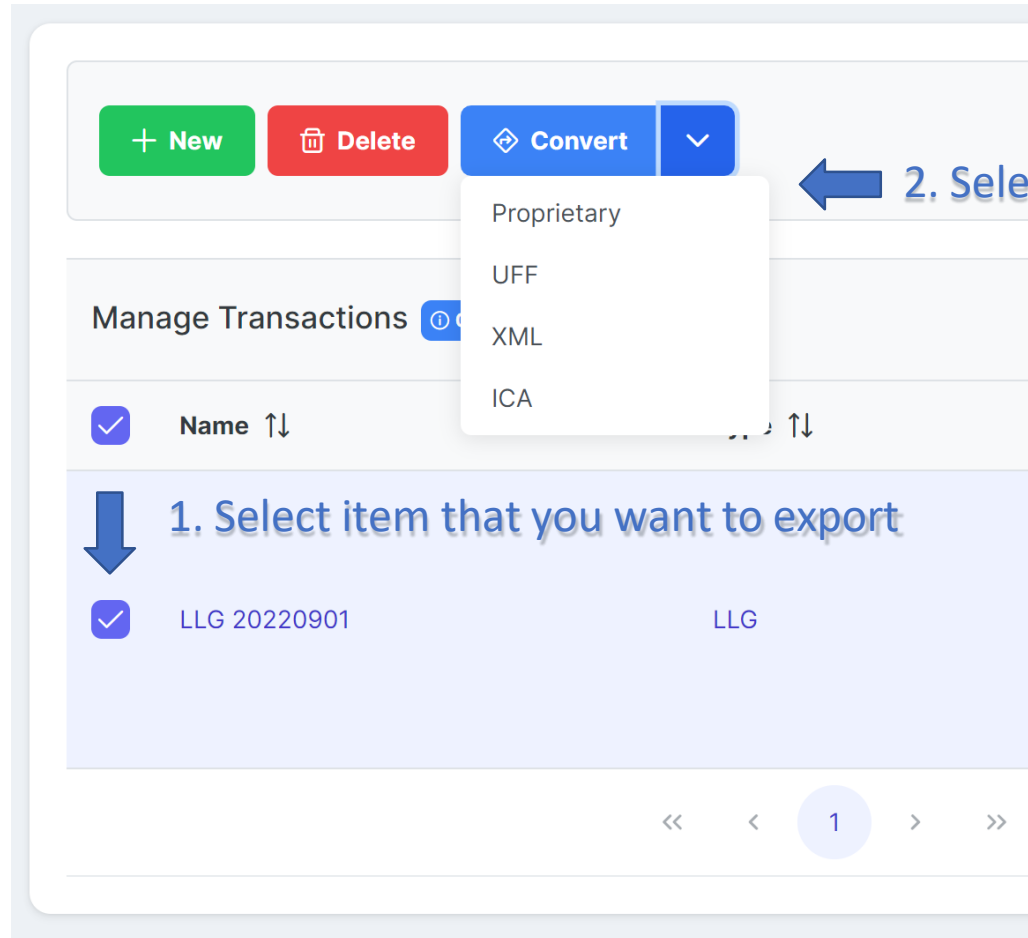 New Delete Convert
2. Sele
Proprietary
UFF
Manage Transactions
XML
ICA
Name
1. Select item that you want to export
LLG 20220901 LLG
1